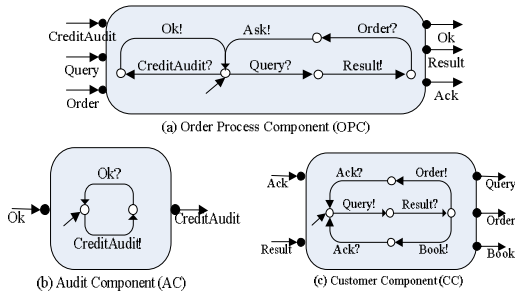 Ok!
Ask!
Order?
CreditAudit
CreditAudit?
Query?
Result!
Query
Order
Ok
Result
Ack
(a) Order Process Component (OPC)
Ok?
CreditAudit!
Ok
CreditAudit
(b) Audit Component (AC)
Ack?
Order!
Query!
Result?
Ack?
Book!
Ack
Result
Query
Order
Book
(c) Customer Component (CC)